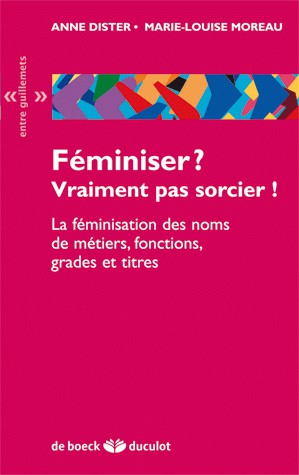 ANNE DISTER • MARIE-LOUISE MOREAU
« »
entre guillemets
Féminiser ?
Vraiment pas sorcier !
La féminisation des noms
de métiers, fonctions,
grades et titres
de boeck duculot